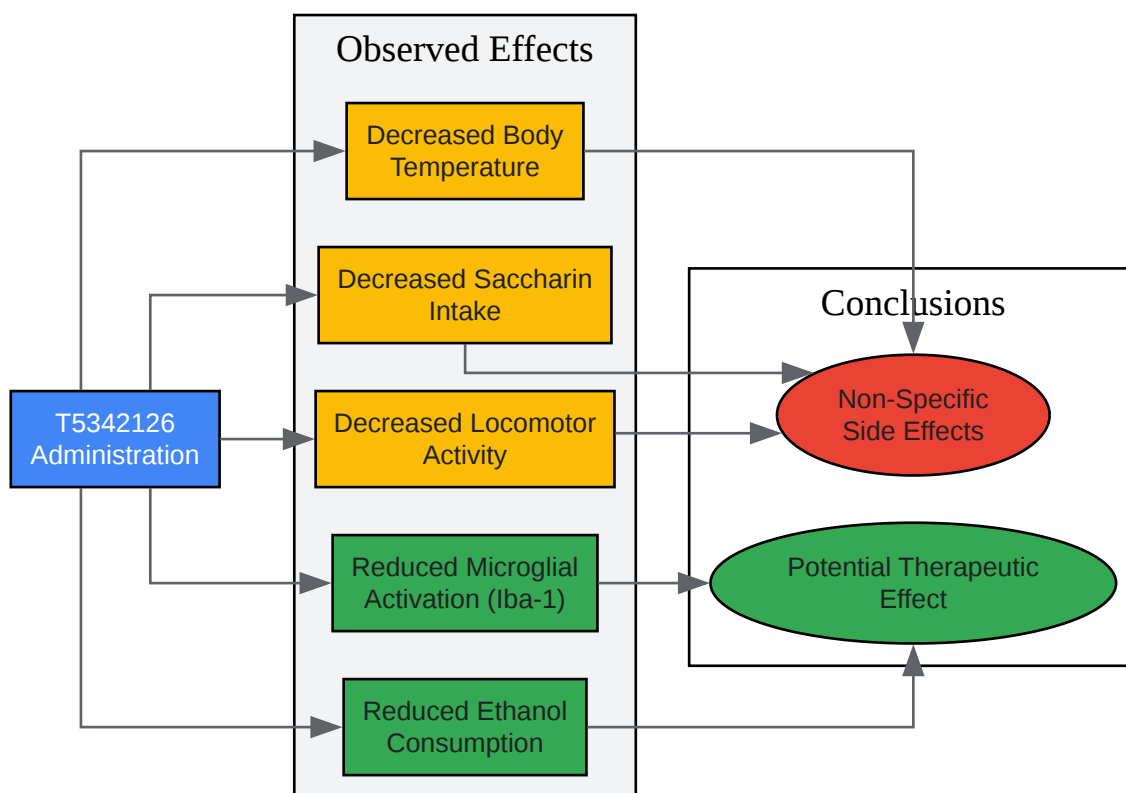 Observed Effects
Decreased Body
Temperature
Decreased Saccharin
Intake
Conclusions
T5342126
Administration
Decreased Locomotor
Activity
Non-Specific
Side Effects
Reduced Microglial
Activation (Iba-1)
Potential Therapeutic
Effect
Reduced Ethanol
Consumption